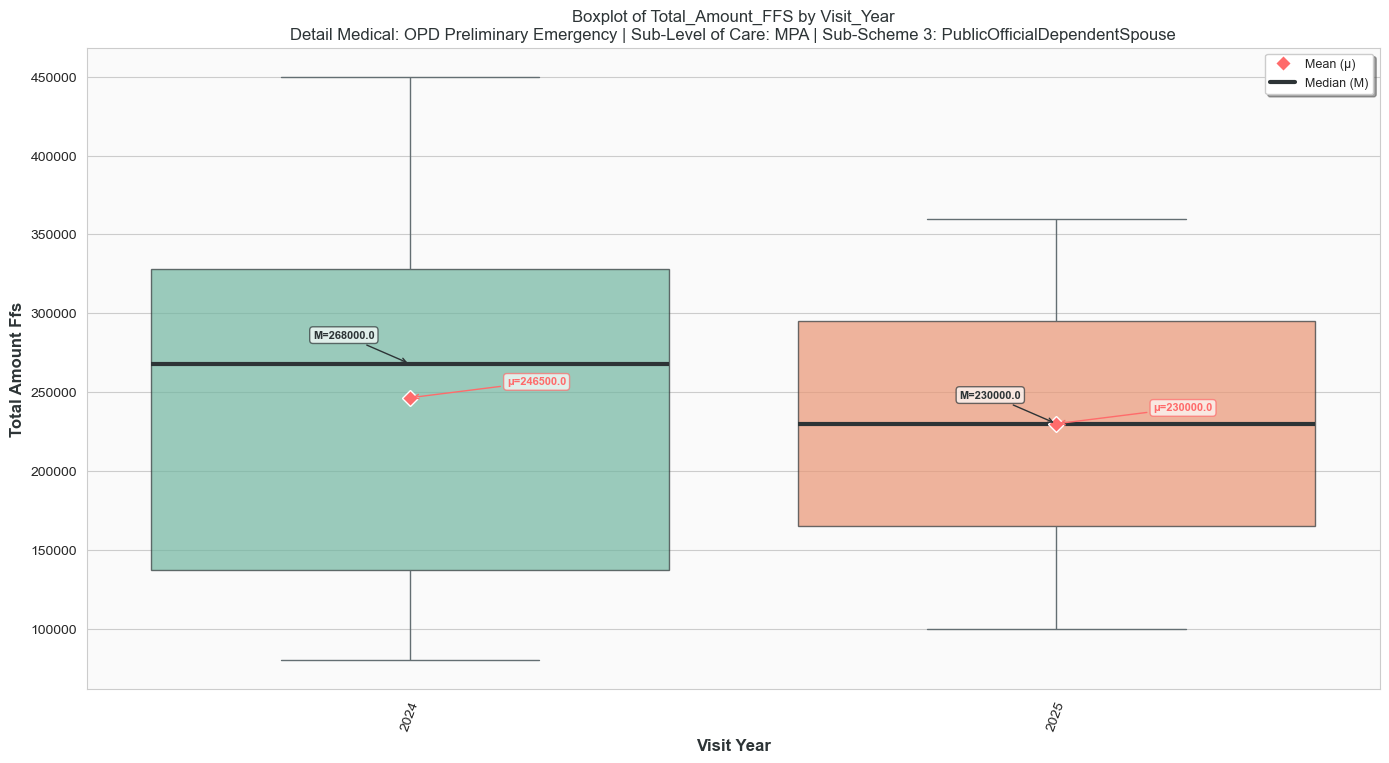 Boxplot of Total_Amount_FFS by Visit_Year
Detail Medical: OPD Preliminary Emergency | Sub-Level of Care: MPA | Sub-Scheme 3: PublicOfficialDependentSpouse
Mean (μ)
Median (M)
Total Amount Ffs
450000
400000
350000
300000
250000
200000
150000
100000
M=268000.0
μ=246500.0
M=230000.0
μ=230000.0
2024
2025
Visit Year